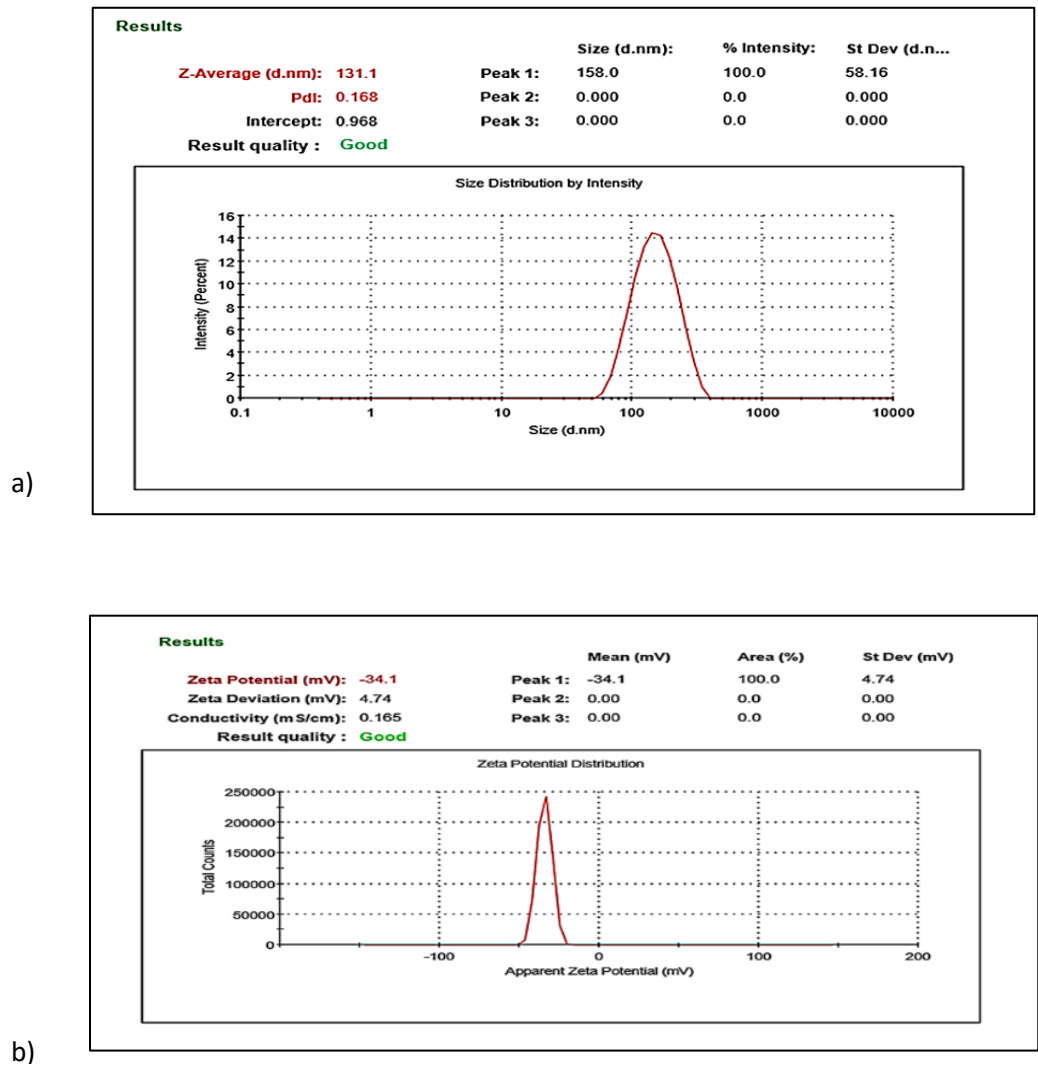 Results
Size (d.nm): % Intensity: St Dev (d.n...
Z-Average (d.nm): 131.1 Peak 1: 158.0 100.0 58.16
PdI: 0.168 Peak 2: 0.000 0.0 0.000
Intercept: 0.968 Peak 3: 0.000 0.0 0.000
Result quality : Good
Size Distribution by Intensity
Intensity (Percent)
16
14
12
10
8
6
4
2
0
0.1 1 10 100 1000 10000
Size (d.nm)
a)
Results
Mean (mV) Area (%) St Dev (mV)
Zeta Potential (mV): -34.1 Peak 1: -34.1 100.0 4.74
Zeta Deviation (mV): 4.74 Peak 2: 0.00 0.0 0.00
Conductivity (mS/cm): 0.165 Peak 3: 0.00 0.0 0.00
Result quality : Good
Zeta Potential Distribution
Total Counts
250000
200000
150000
100000
50000
0
-100 0 100 200
Apparent Zeta Potential (mV)
b)